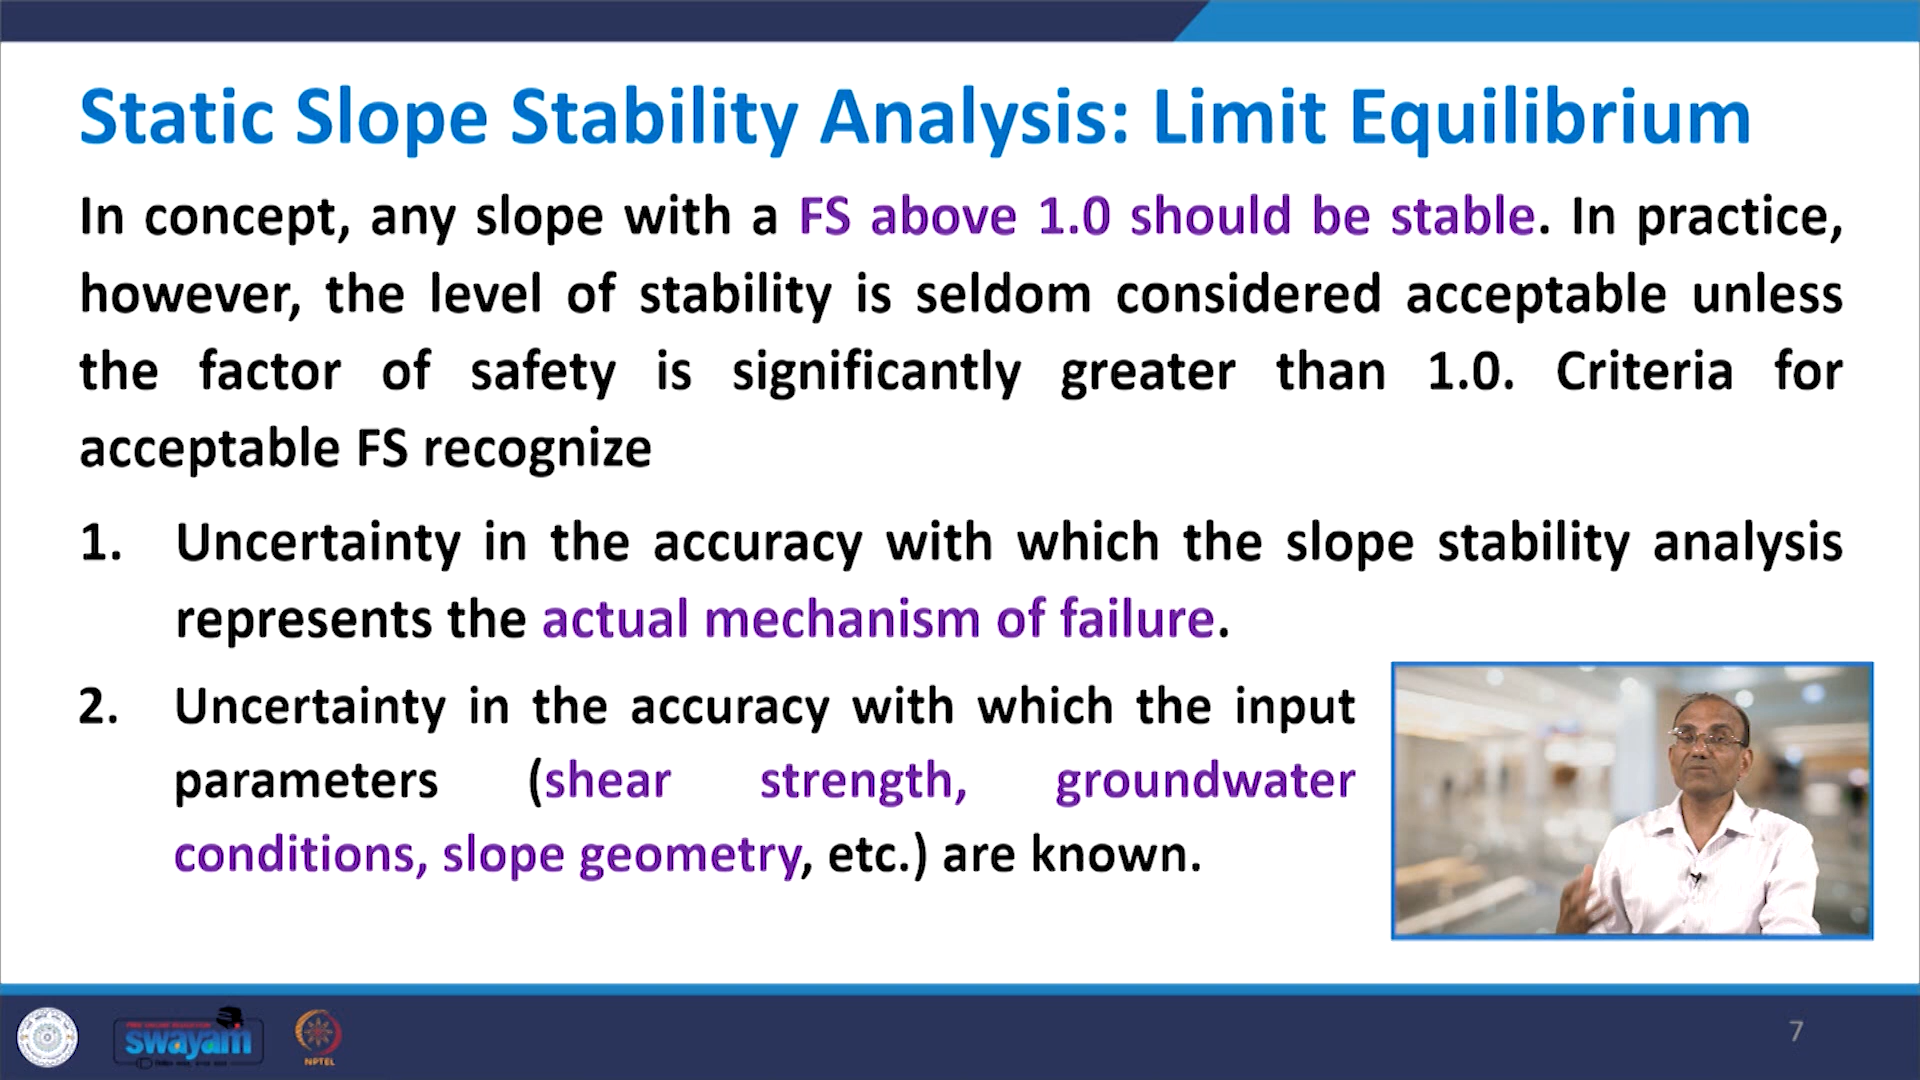 Static Slope Stability Analysis: Limit Equilibrium
In concept, any slope with a FS above 1.0 should be stable. In practice,
however, the level of stability is seldom considered acceptable unless
the factor of safety is significantly greater than 1.0. Criteria for
acceptable FS recognize
1. Uncertainty in the accuracy with which the slope stability analysis
represents the actual mechanism of failure.
2. Uncertainty in the accuracy with which the input
parameters (shear strength, groundwater
conditions, slope geometry, etc.) are known.
swayam
NPTEL
7